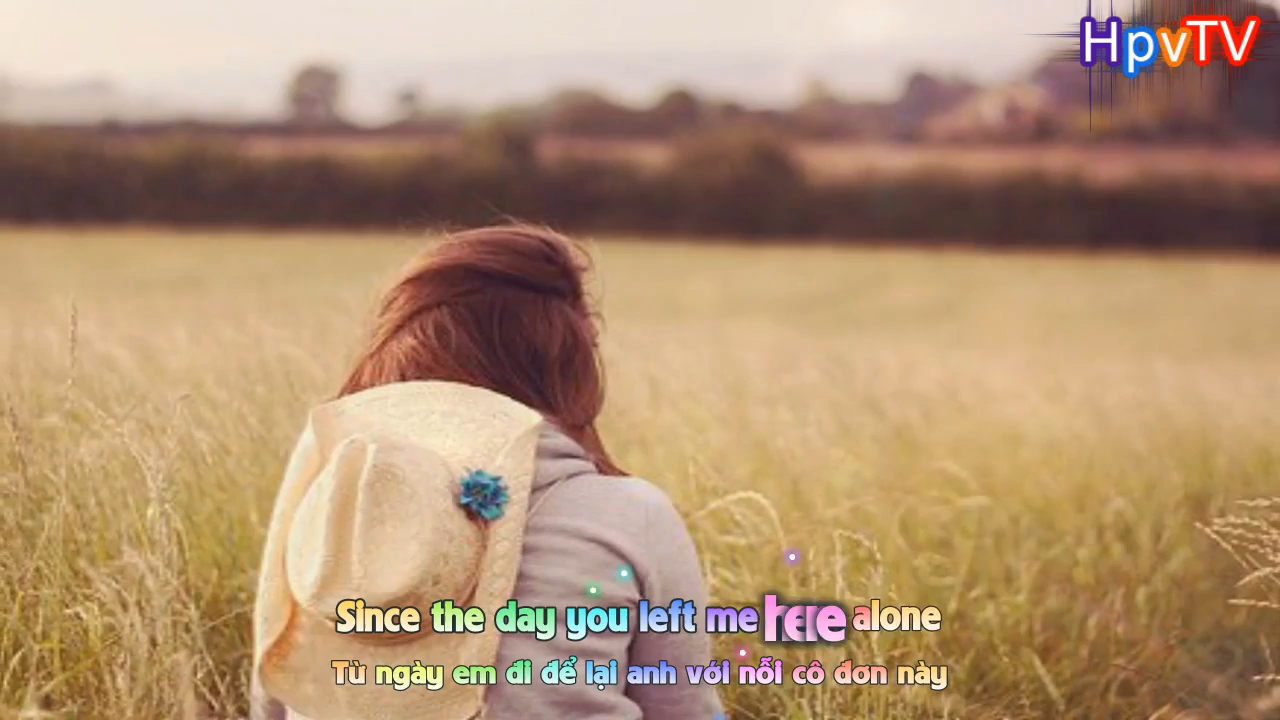 HpvTV
Since the day you left me here alone
Từ ngày em đi để lại anh với nỗi cô đơn này